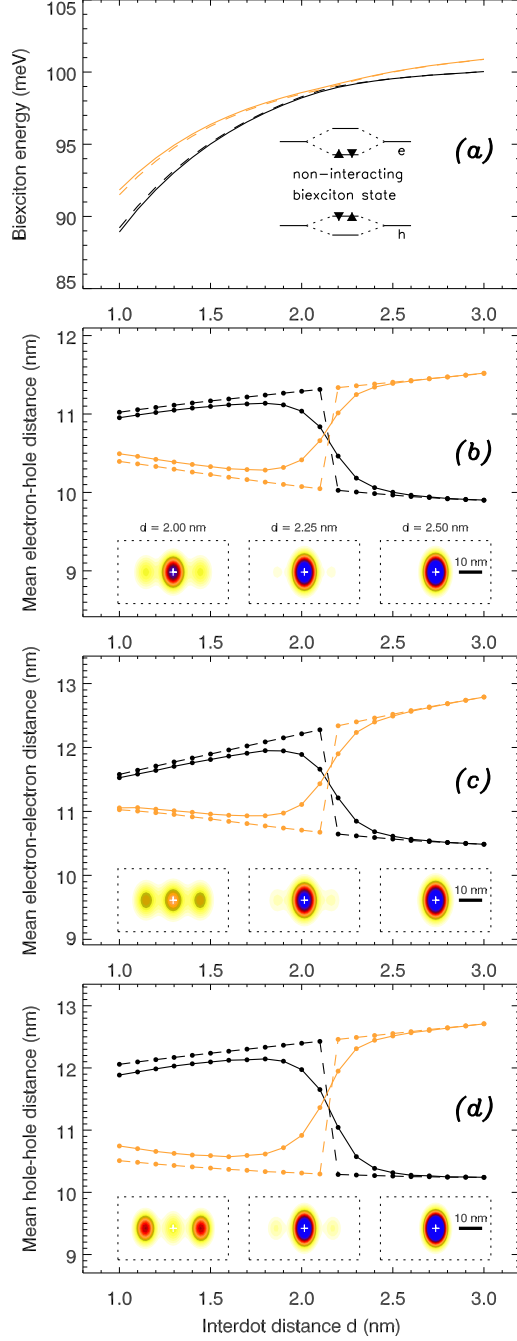 105
100
95
90
85
Biexciton energy (meV)
(a)
e
non-interacting
biexciton state
h
1.0 1.5 2.0 2.5 3.0
12
11
10
9
Mean electron-hole distance (nm)
(b)
d = 2.00 nm d = 2.25 nm d = 2.50 nm
10 nm
1.0 1.5 2.0 2.5 3.0
13
12
11
10
9
Mean electron-electron distance (nm)
(c)
10 nm
1.0 1.5 2.0 2.5 3.0
13
12
11
10
9
Mean hole-hole distance (nm)
(d)
10 nm
1.0 1.5 2.0 2.5 3.0
Interdot distance d (nm)